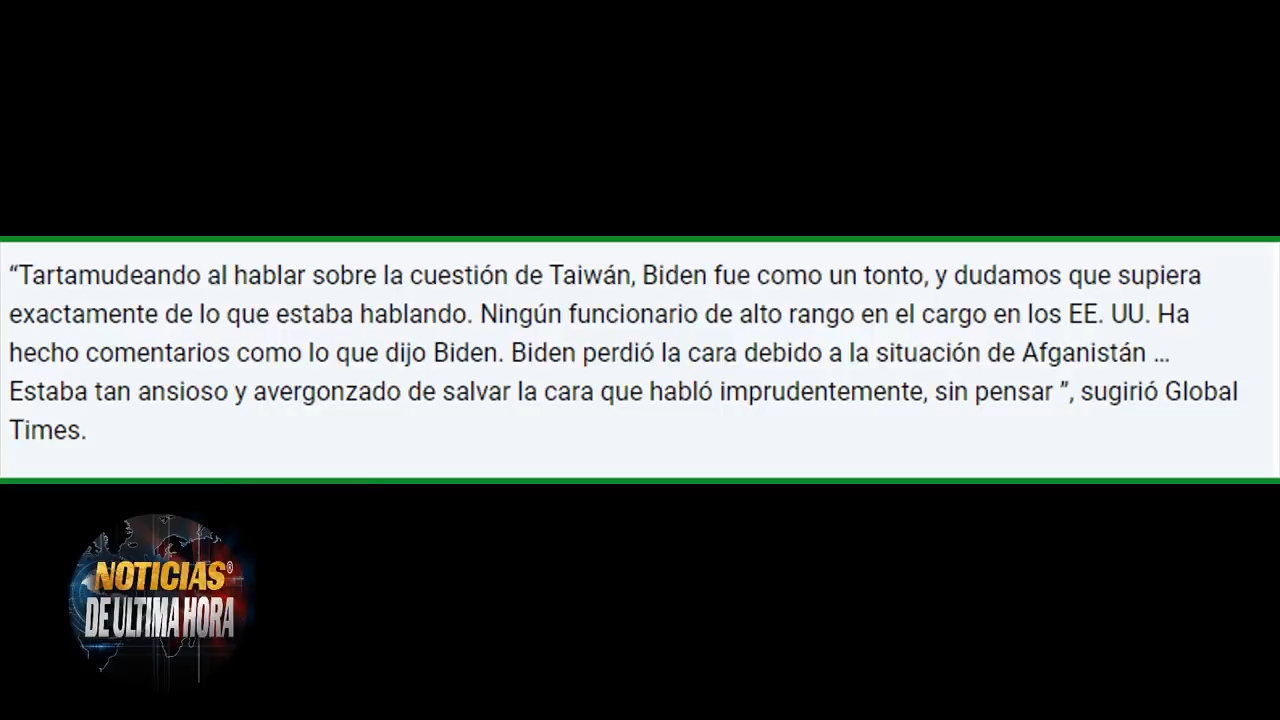 “Tartamudeando al hablar sobre la cuestión de Taiwán, Biden fue como un tonto, y dudamos que supiera
exactamente de lo que estaba hablando. Ningún funcionario de alto rango en el cargo en los EE. UU. Ha
hecho comentarios como lo que dijo Biden. Biden perdió la cara debido a la situación de Afganistán ...
Estaba tan ansioso y avergonzado de salvar la cara que habló imprudentemente, sin pensar ”, sugirió Global
Times.
NOTICIAS®
DE ULTIMA HORA